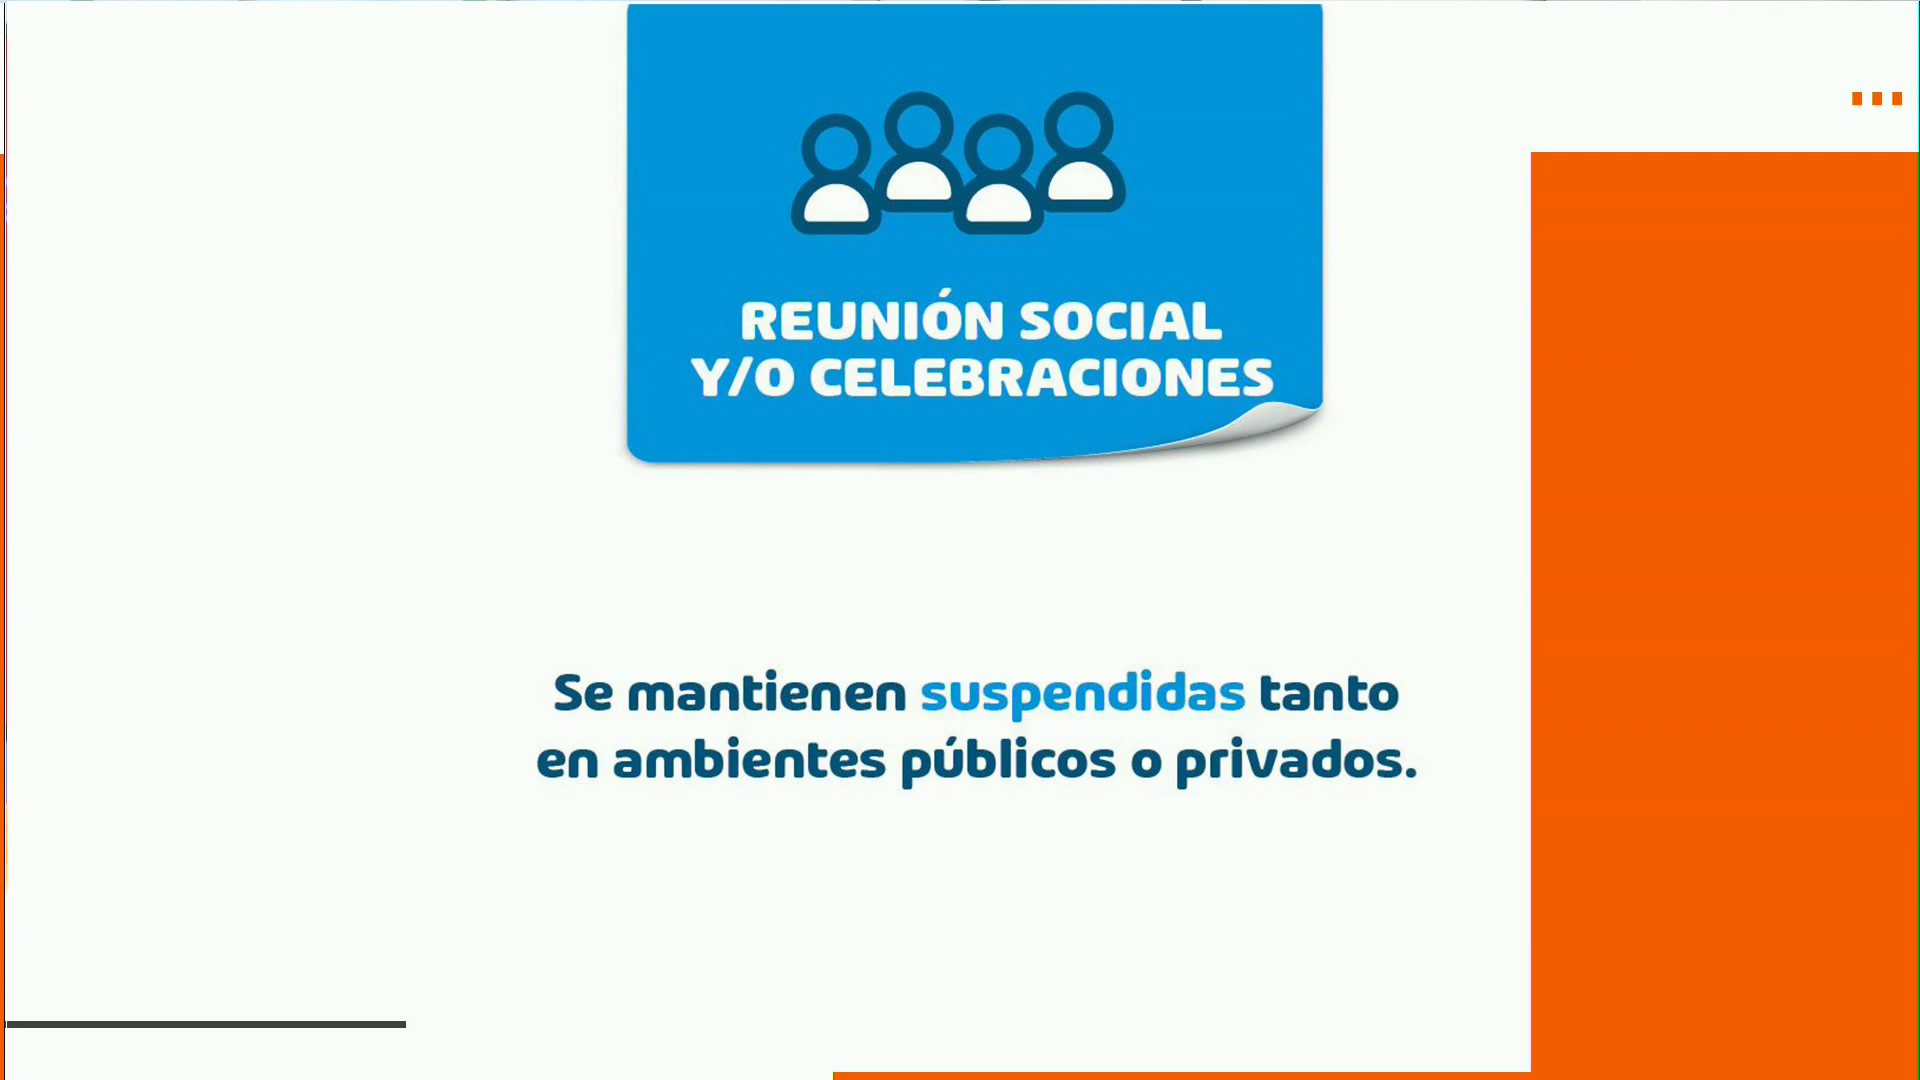 REUNIÓN SOCIAL
Y/O CELEBRACIONES
Se mantienen suspendidas tanto
en ambientes públicos o privados.